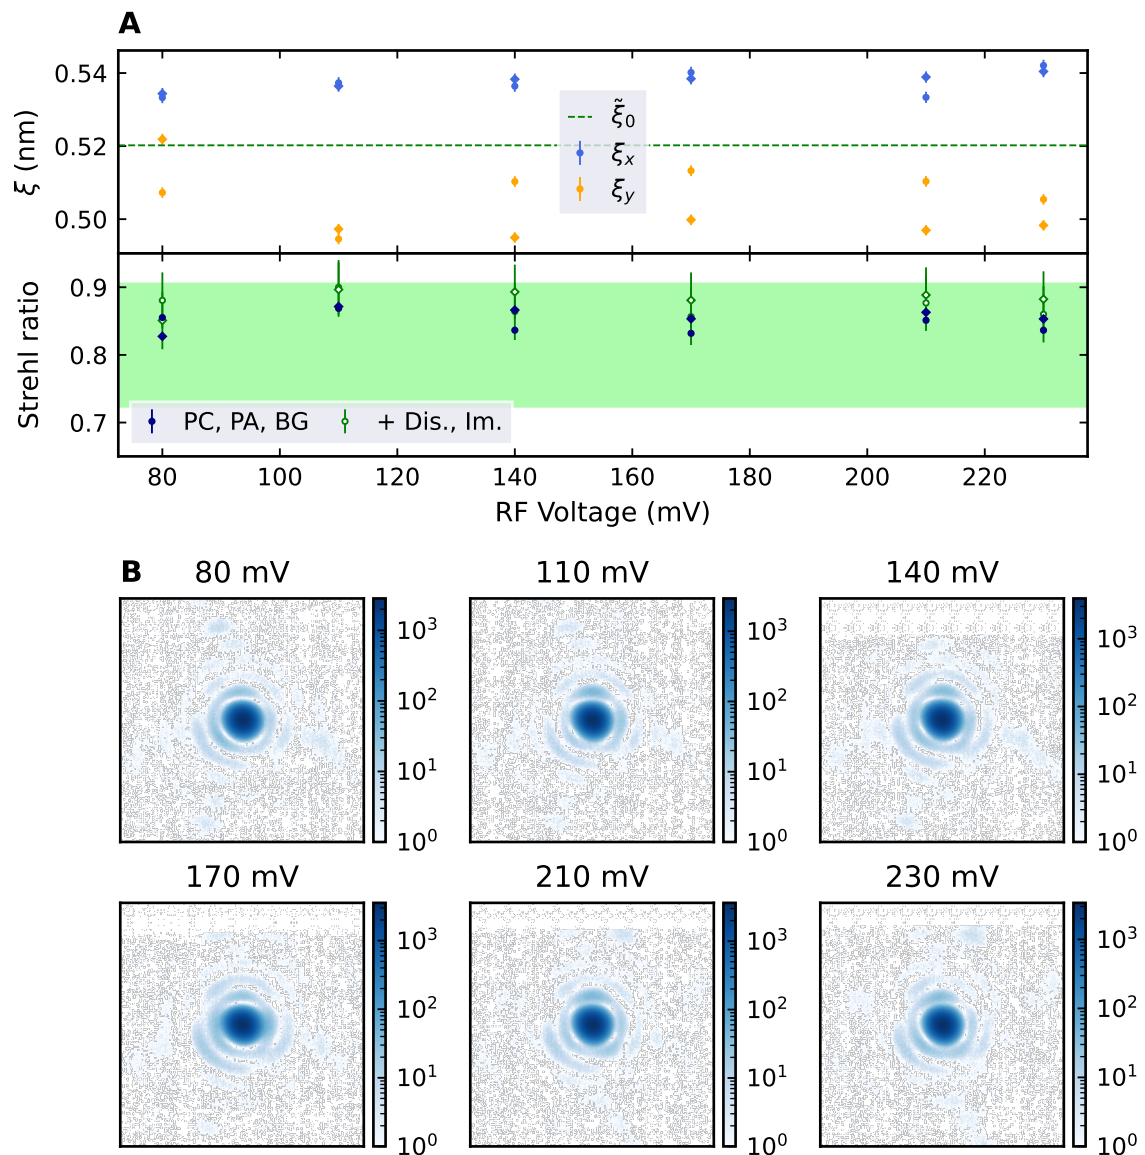 A
ξ (nm)
0.54
0.52
0.50
ξ̃₀
ξₓ
ξᵧ
Strehl ratio
0.9
0.8
0.7
PC, PA, BG
+ Dis., Im.
80 100 120 140 160 180 200 220
RF Voltage (mV)
B
80 mV
110 mV
140 mV
10³
10²
10¹
10⁰
10³
10²
10¹
10⁰
10³
10²
10¹
10⁰
170 mV
210 mV
230 mV
10³
10²
10¹
10⁰
10³
10²
10¹
10⁰
10³
10²
10¹
10⁰